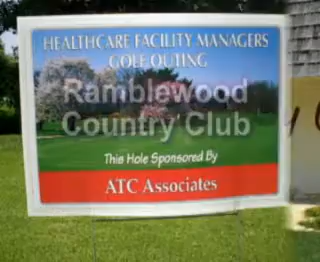 HEALTHCARE FACILITY MANAGERS
GOLF OUTING
Ramblewood
Country Club
This Hole Sponsored By
ATC Associates